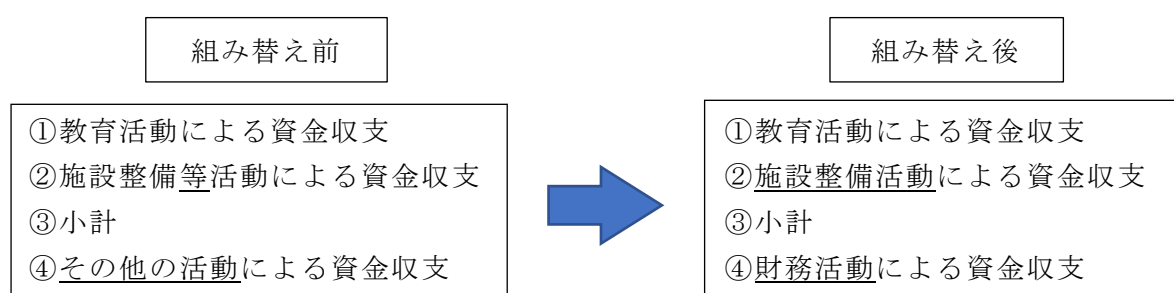 組み替え前
①教育活動による資金収支
②施設整備等活動による資金収支
③小計
④その他の活動による資金収支
組み替え後
①教育活動による資金収支
②施設整備活動による資金収支
③小計
④財務活動による資金収支